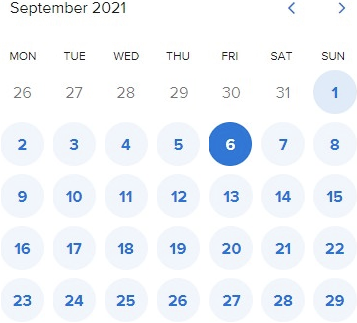 September 2021
MON TUE WED THU FRI SAT SUN
26 27 28 29 30 31 1
2 3 4 5 6 7 8
9 10 11 12 13 14 15
16 17 18 19 20 21 22
23 24 25 26 27 28 29